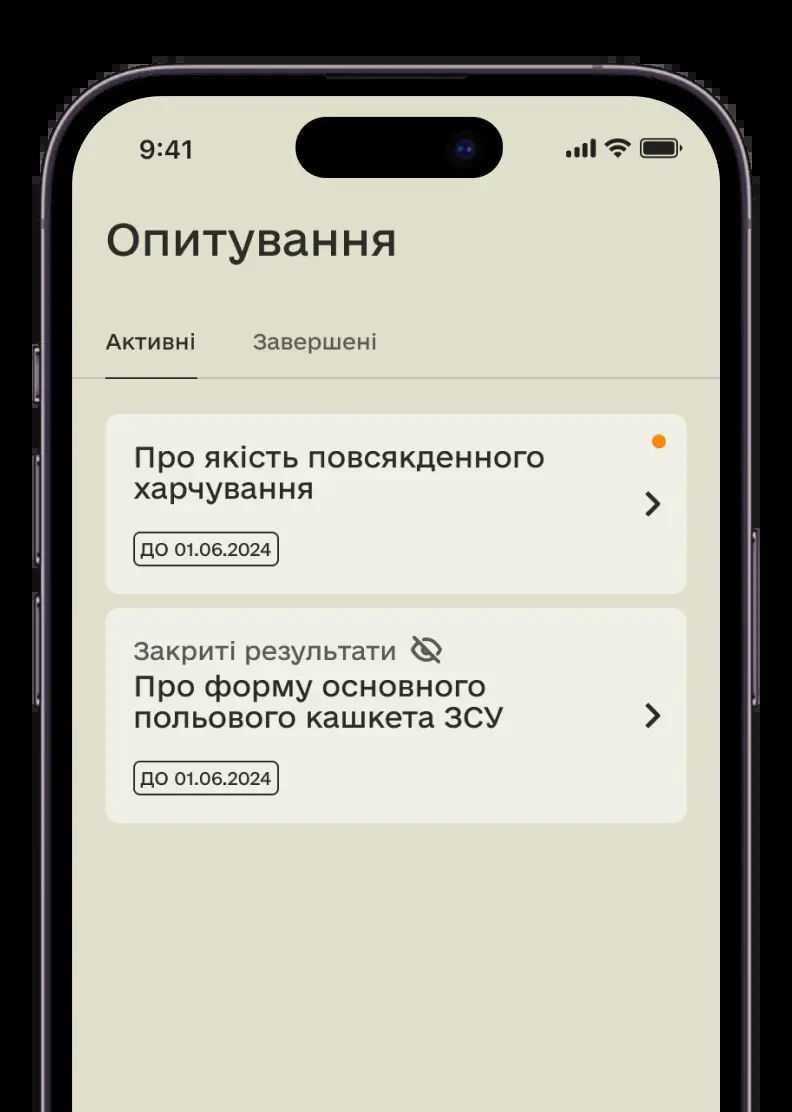 9:41
Опитування
Активні Завершені
Про якість повсякденного
харчування
ДО 01.06.2024
Закриті результати
Про форму основного
польового кашкета ЗСУ
ДО 01.06.2024